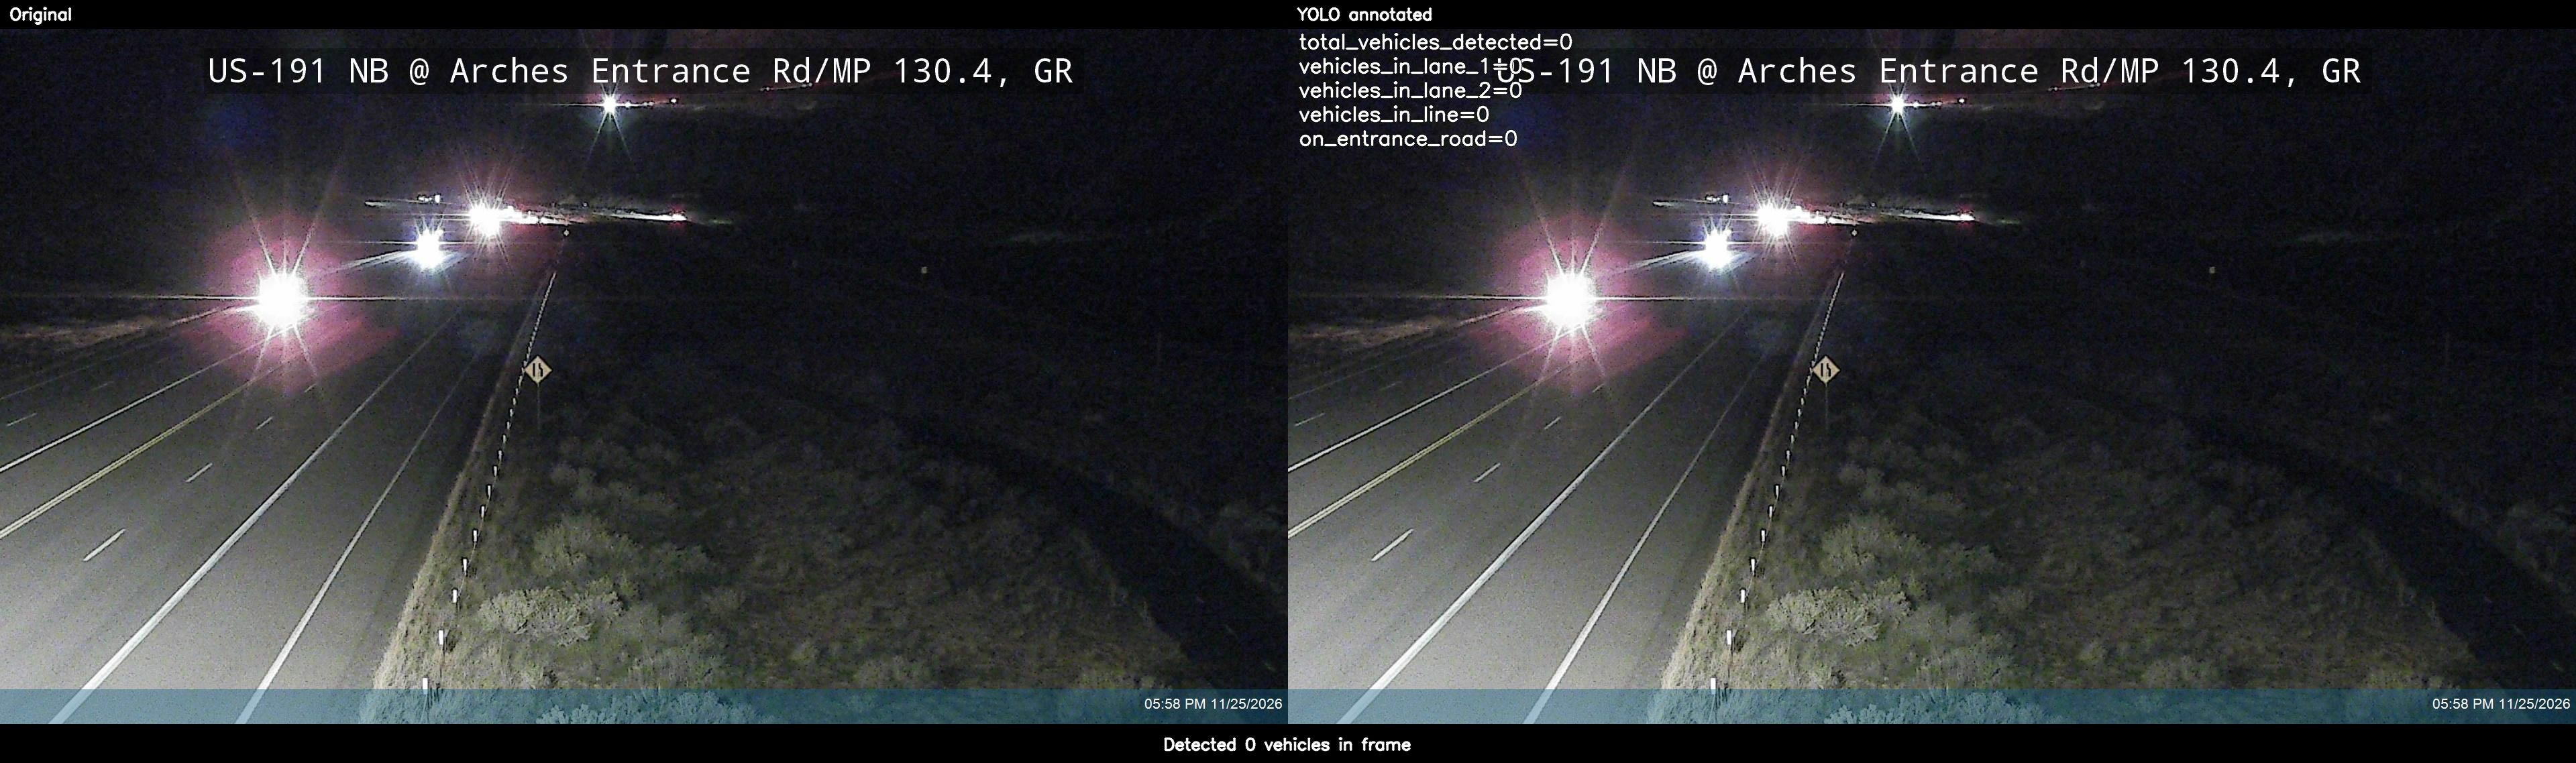 Original
US-191 NB @ Arches Entrance Rd/MP 130.4, GR
05:58 PM 11/25/2026
YOLO annotated
total_vehicles_detected=0
vehicles_in_lane_1=0
vehicles_in_lane_2=0
vehicles_in_line=0
on_entrance_road=0
US-191 NB @ Arches Entrance Rd/MP 130.4, GR
05:58 PM 11/25/2026
Detected 0 vehicles in frame